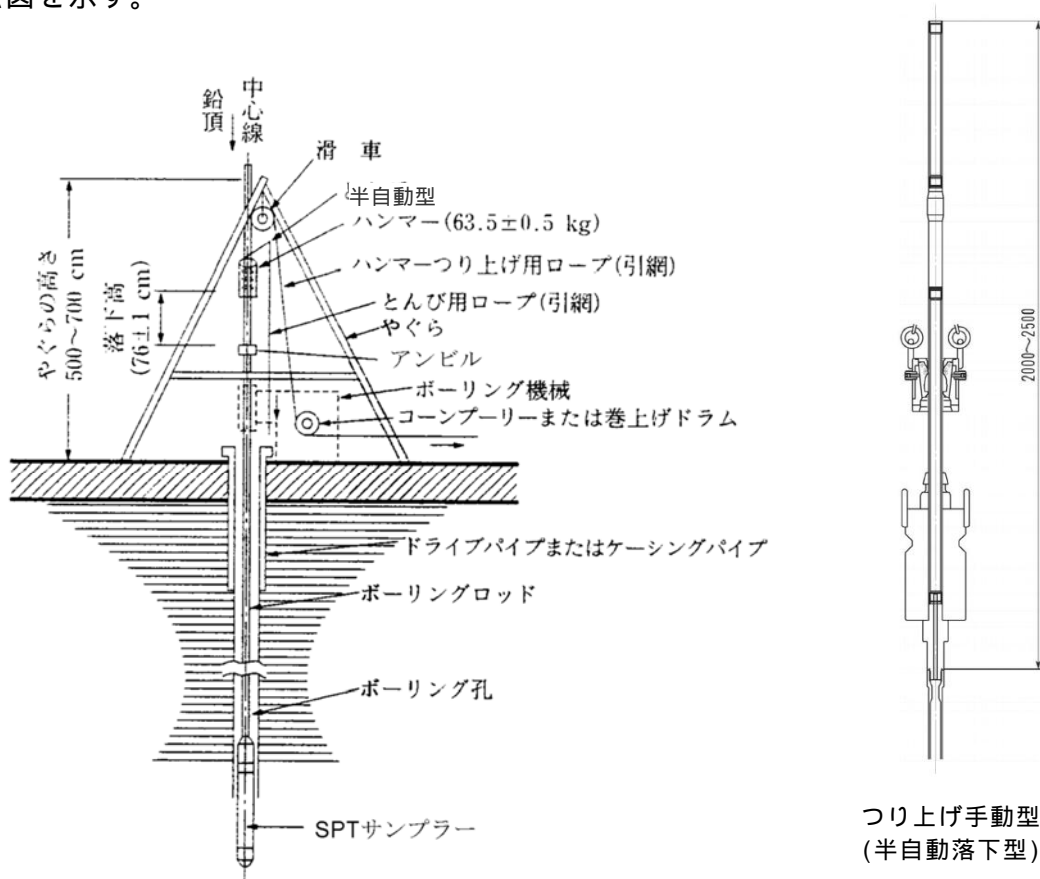 図を示す。
鉛頂
中心線
滑 車
半自動型
ハンマー(63.5±0.5 kg)
ハンマーつり上げ用ロープ(引綱)
とんび用ロープ(引綱)
やぐら
アンビル
やぐらの高さ
500~700 cm
落下高
(76±1 cm)
ボーリング機械
コーンプーリーまたは巻上げドラム
ドライブパイプまたはケーシングパイプ
ボーリングロッド
ボーリング孔
SPTサンプラー
2000~2500
つり上げ手動型
(半自動落下型)